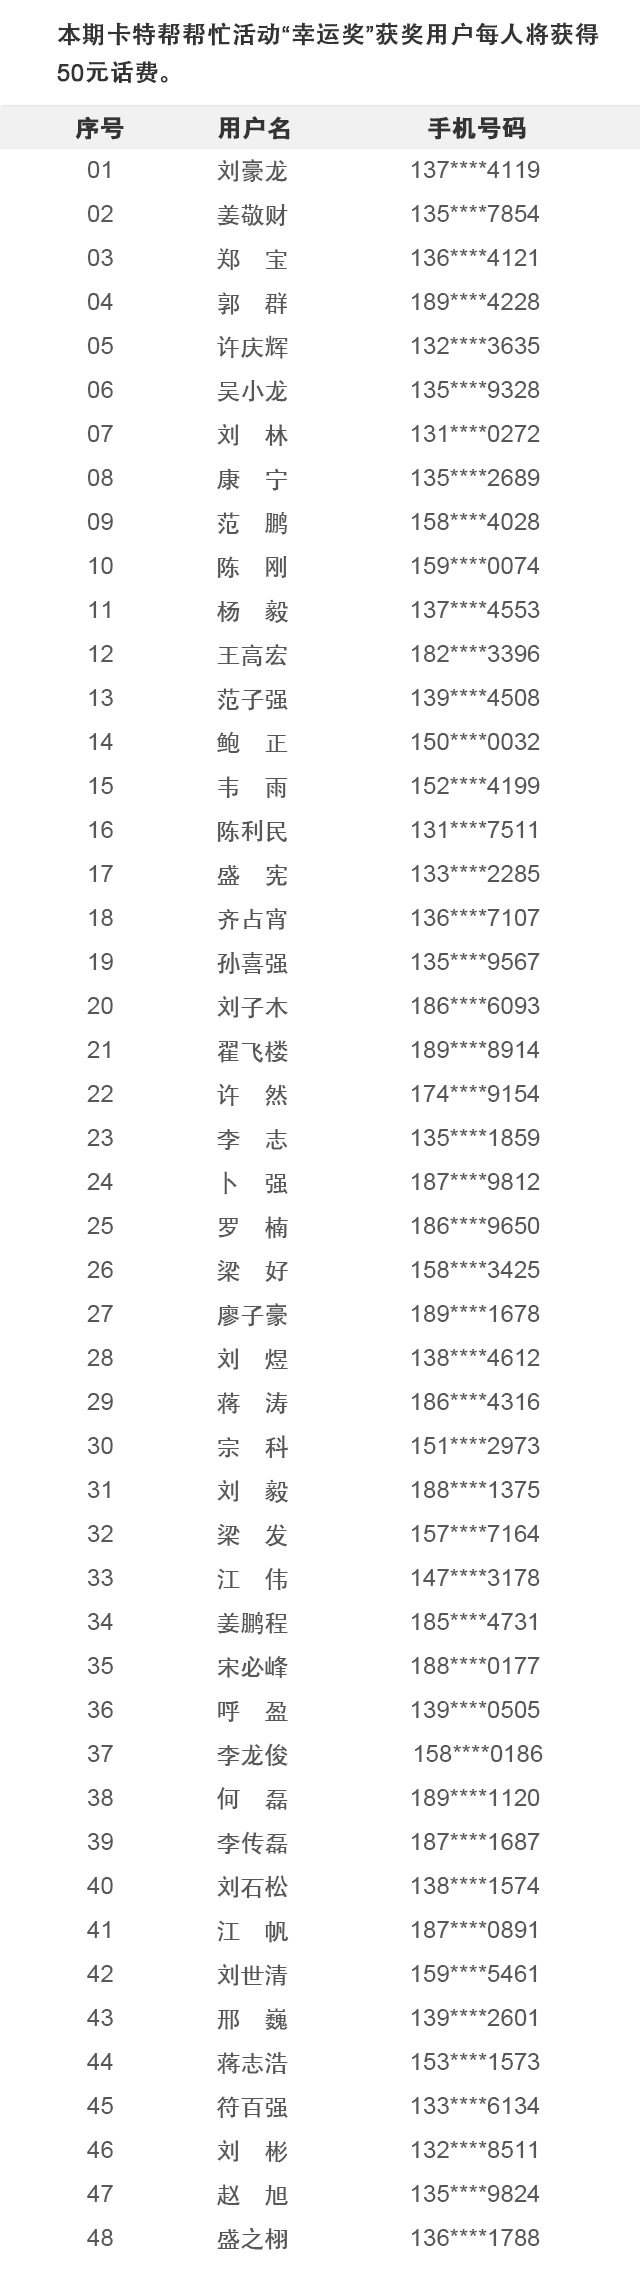 本期卡特帮帮忙活动“幸运奖”获奖用户每人将获得
50元话费。
序号 用户名 手机号码
01 刘豪龙 137****4119
02 姜敬财 135****7854
03 郑 宝 136****4121
04 郭 群 189****4228
05 许庆辉 132****3635
06 吴小龙 135****9328
07 刘 林 131****0272
08 康 宁 135****2689
09 范 鹏 158****4028
10 陈 刚 159****0074
11 杨 毅 137****4553
12 王高宏 182****3396
13 范子强 139****4508
14 鲍 正 150****0032
15 韦 雨 152****4199
16 陈利民 131****7511
17 盛 宪 133****2285
18 齐占宵 136****7107
19 孙喜强 135****9567
20 刘子木 186****6093
21 翟飞楼 189****8914
22 许 然 174****9154
23 李 志 135****1859
24 卜 强 187****9812
25 罗 楠 186****9650
26 梁 好 158****3425
27 廖子豪 189****1678
28 刘 煜 138****4612
29 蒋 涛 186****4316
30 宗 科 151****2973
31 刘 毅 188****1375
32 梁 发 157****7164
33 江 伟 147****3178
34 姜鹏程 185****4731
35 宋必峰 188****0177
36 呼 盈 139****0505
37 李龙俊 158****0186
38 何 磊 189****1120
39 李传磊 187****1687
40 刘石松 138****1574
41 江 帆 187****0891
42 刘世清 159****5461
43 邢 巍 139****2601
44 蒋志浩 153****1573
45 符百强 133****6134
46 刘 彬 132****8511
47 赵 旭 135****9824
48 盛之栩 136****1788